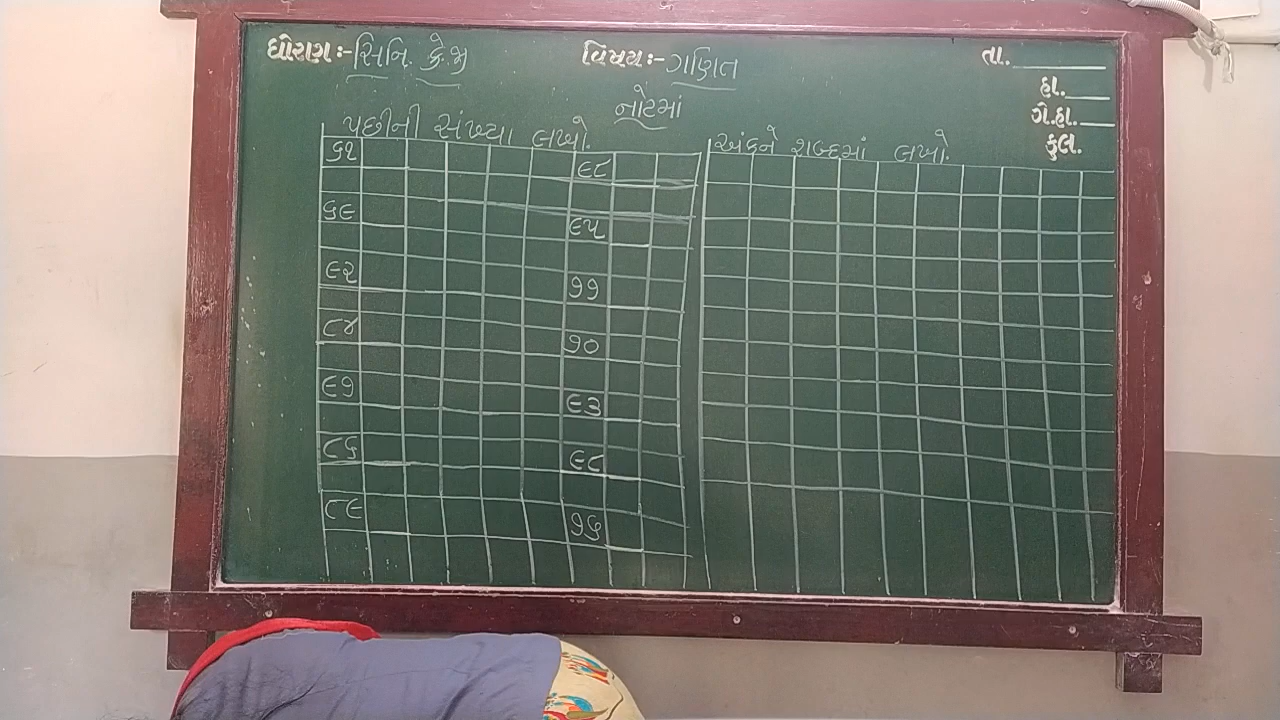 ધોરણ :- સિનિ. કે.જી વિષય :- ગણિત તા.
નોટમાં હા.
ગે.હા.
કુલ.
પછીની સંખ્યા લખો. અંકને શબ્દમાં લખો.
૬૨ ૯૮
૬૯ ૯૫
૯૨ ૭૭
૮૪ ૭૦
૯૭ ૯૩
૮૬ ૯૮
૮૯ ૭૬